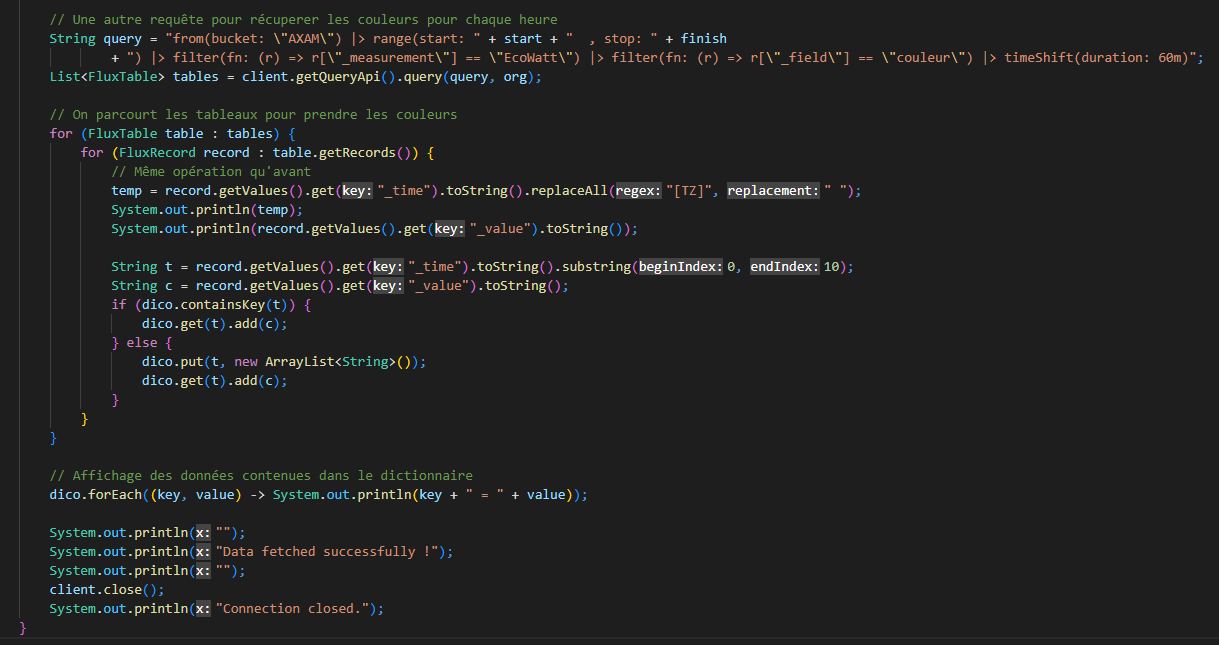 // Une autre requête pour récuperer les couleurs pour chaque heure
String query = "from(bucket: \"AXAM\") |> range(start: " + start + "  , stop: " + finish
+ ") |> filter(fn: (r) => r[\"_measurement\"] == \"EcoWatt\") |> filter(fn: (r) => r[\"_field\"] == \"couleur\") |> timeShift(duration: 60m)";
List<FluxTable> tables = client.getQueryApi().query(query, org);
// On parcourt les tableaux pour prendre les couleurs
for (FluxTable table : tables) {
for (FluxRecord record : table.getRecords()) {
// Même opération qu'avant
temp = record.getValues().get(key: "_time").toString().replaceAll(regex: "[TZ]", replacement: " ");
System.out.println(temp);
System.out.println(record.getValues().get(key: "_value").toString());
String t = record.getValues().get(key: "_time").toString().substring(beginIndex: 0, endIndex: 10);
String c = record.getValues().get(key: "_value").toString();
if (dico.containsKey(t)) {
dico.get(t).add(c);
} else {
dico.put(t, new ArrayList<String>());
dico.get(t).add(c);
}
}
}
// Affichage des données contenues dans le dictionnaire
dico.forEach((key, value) -> System.out.println(key + " = " + value));
System.out.println(x: "");
System.out.println(x: "Data fetched successfully !");
System.out.println(x: "");
client.close();
System.out.println(x: "Connection closed.");
}